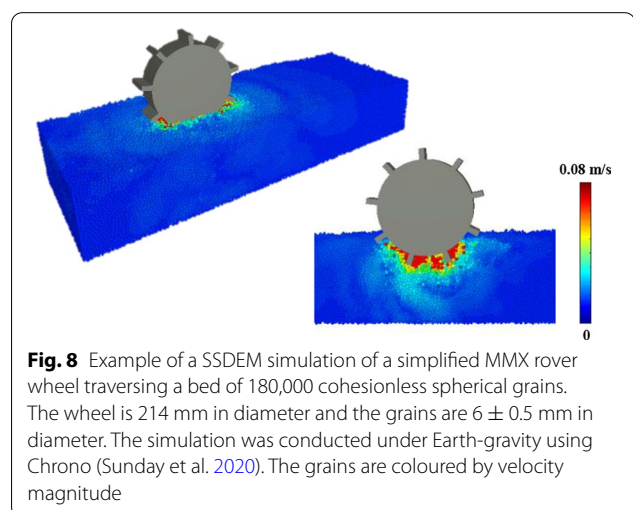 0.08 m/s
0
Fig. 8 Example of a SSDEM simulation of a simplified MMX rover
wheel traversing a bed of 180,000 cohesionless spherical grains.
The wheel is 214 mm in diameter and the grains are 6 ± 0.5 mm in
diameter. The simulation was conducted under Earth-gravity using
Chrono (Sunday et al. 2020). The grains are coloured by velocity
magnitude